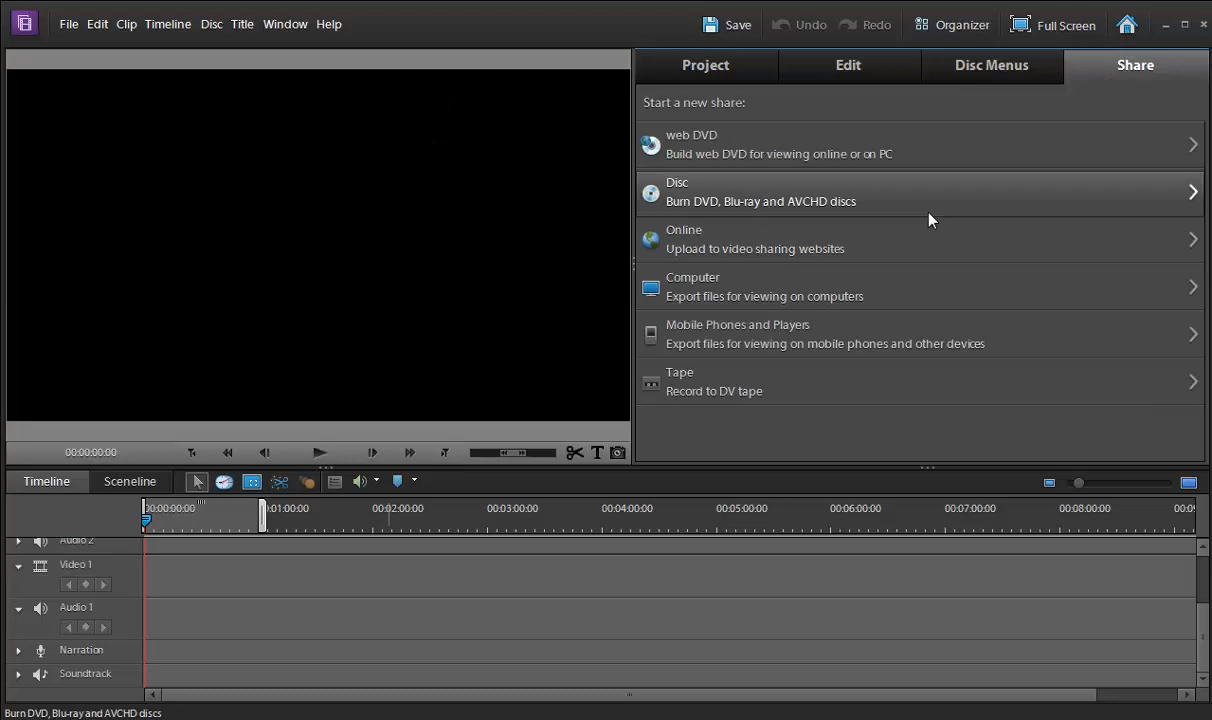 File Edit Clip Timeline Disc Title Window Help
Save Undo Redo Organizer Full Screen
Project Edit Disc Menus Share
Start a new share:
web DVD
Build web DVD for viewing online or on PC
Disc
Burn DVD, Blu-ray and AVCHD discs
Online
Upload to video sharing websites
Computer
Export files for viewing on computers
Mobile Phones and Players
Export files for viewing on mobile phones and other devices
Tape
Record to DV tape
00:00:00:00
Timeline Sceneline
00:00:00:00 00:02:00:00 00:03:00:00 00:04:00:00 00:05:00:00 00:06:00:00 00:07:00:00 00:08:00:00
Audio 2
Video 1
Audio 1
Narration
Soundtrack
Burn DVD, Blu-ray and AVCHD discs